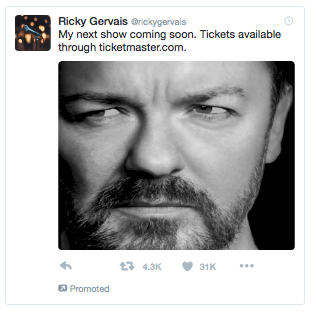 Ricky Gervais @rickygervais
My next show coming soon. Tickets available
through ticketmaster.com.
4.3K 31K
Promoted